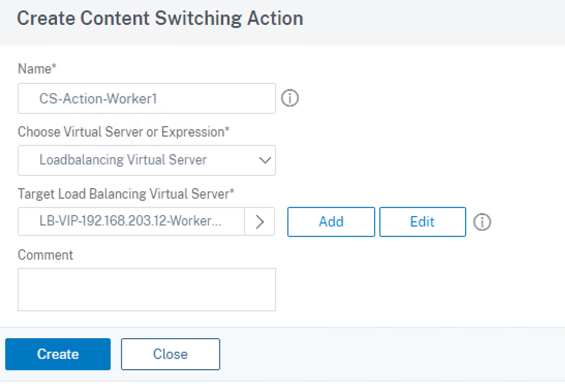 Create Content Switching Action
Name*
CS-Action-Worker1
Choose Virtual Server or Expression*
Loadbalancing Virtual Server
Target Load Balancing Virtual Server*
LB-VIP-192.168.203.12-Worker...
Add
Edit
Comment
Create
Close